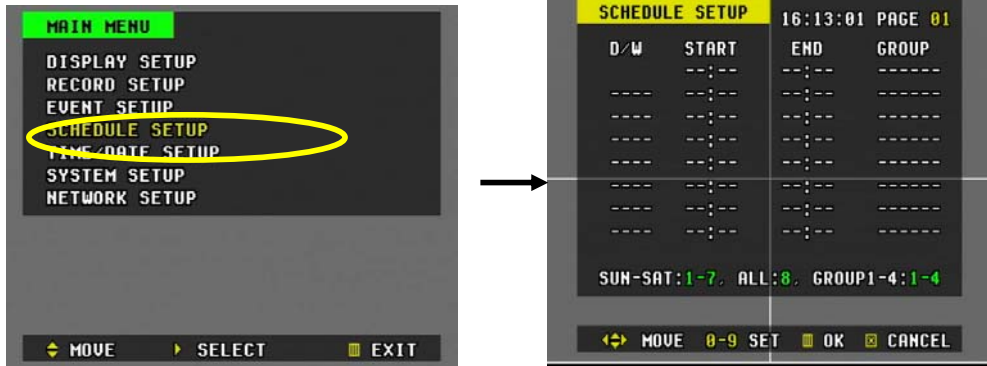 MAIN MENU
DISPLAY SETUP
RECORD SETUP
EVENT SETUP
SCHEDULE SETUP
TIME/DATE SETUP
SYSTEM SETUP
NETWORK SETUP
MOVE SELECT EXIT
SCHEDULE SETUP 16:13:01 PAGE 01
D/W START END GROUP
--:-- --:-- ------
---- --:-- --:-- ------
---- --:-- --:-- ------
---- --:-- --:-- ------
---- --:-- --:-- ------
---- --:-- --:-- ------
---- --:-- --:-- ------
---- --:-- --:-- ------
SUN-SAT:1-7, ALL:8, GROUP1-4:1-4
MOVE 0-9 SET OK CANCEL